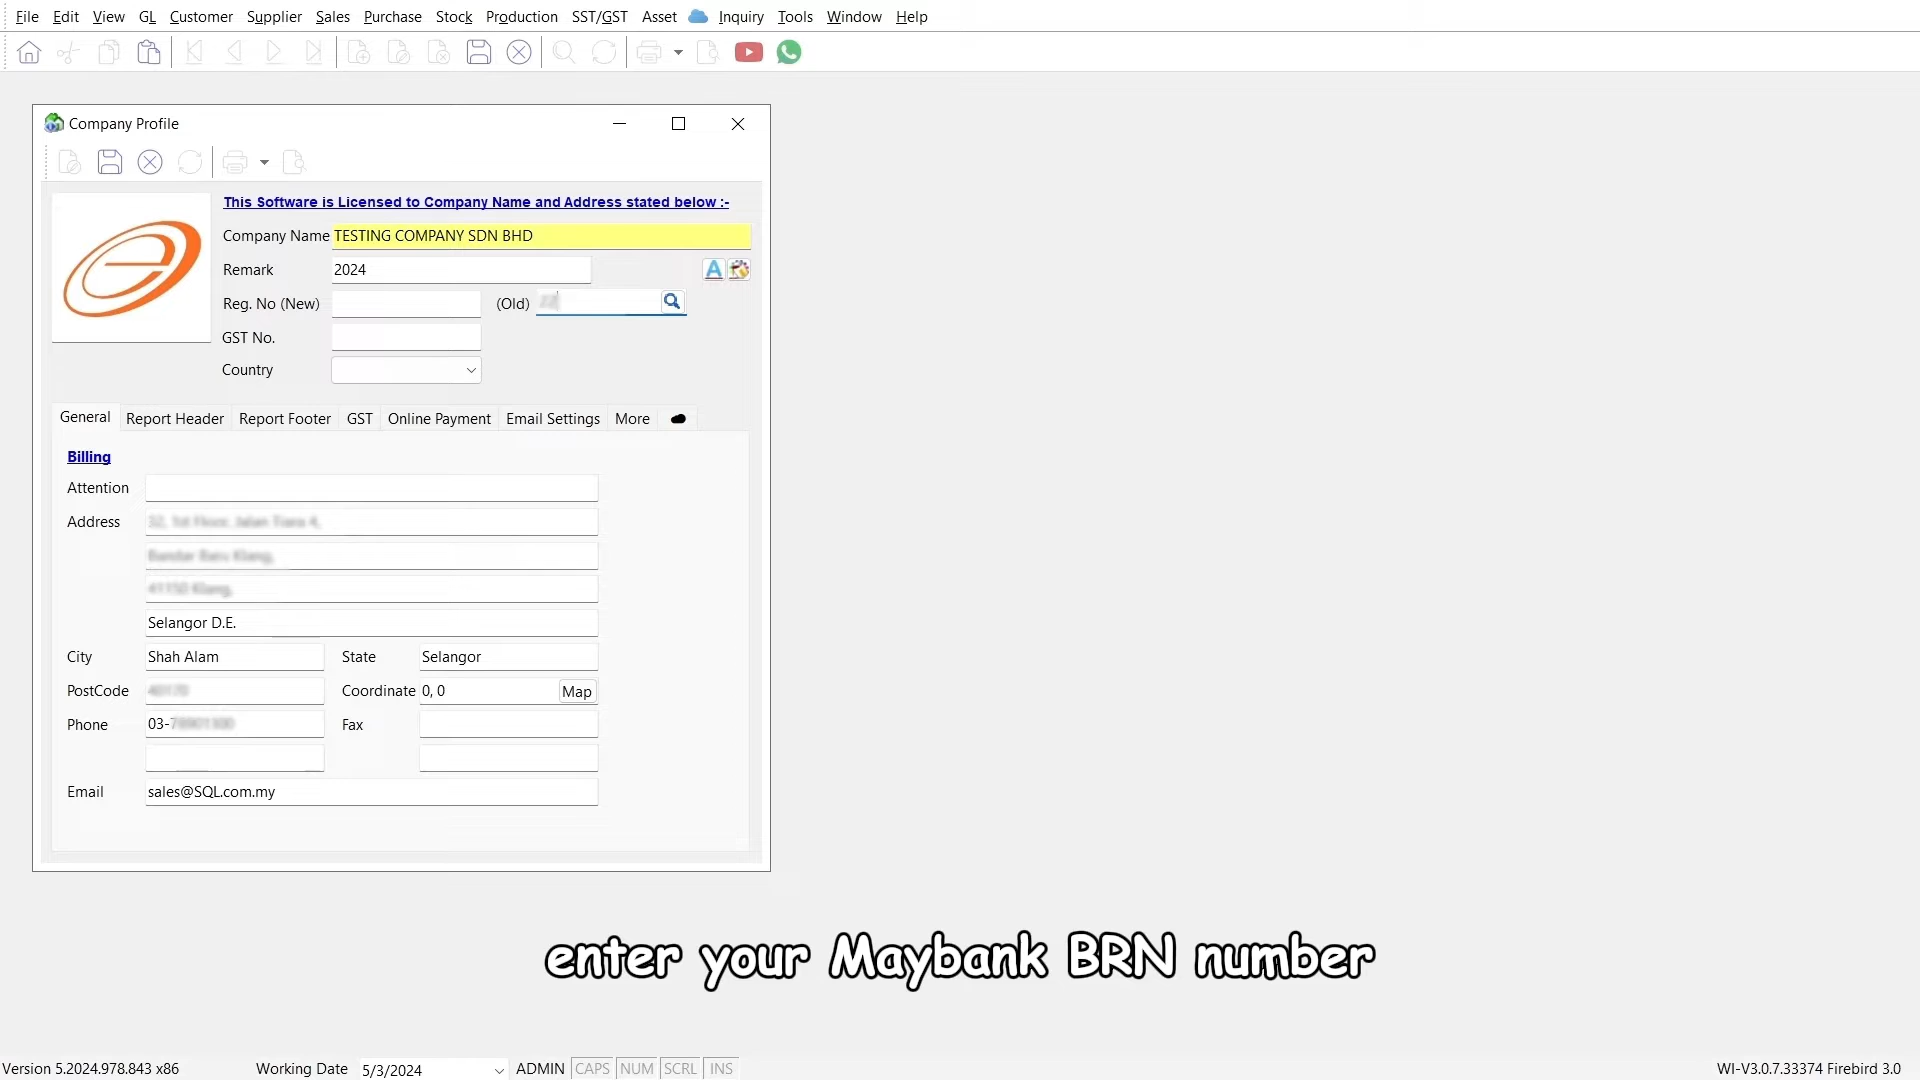 File Edit View GL Customer Supplier Sales Purchase Stock Production SST/GST Asset Inquiry Tools Window Help
Company Profile
This Software is Licensed to Company Name and Address stated below :-
Company Name TESTING COMPANY SDN BHD
Remark 2024
Reg. No (New) (Old)
GST No.
Country
General Report Header Report Footer GST Online Payment Email Settings More
Billing
Attention
Address
Selangor D.E.
City Shah Alam State Selangor
PostCode Coordinate 0, 0 Map
Phone 03- Fax
Email sales@SQL.com.my
enter your Maybank BRN number
Version 5.2024.978.843 x86 Working Date 5/3/2024 ADMIN CAPS NUM SCRL INS WI-V3.0.7.33374 Firebird 3.0